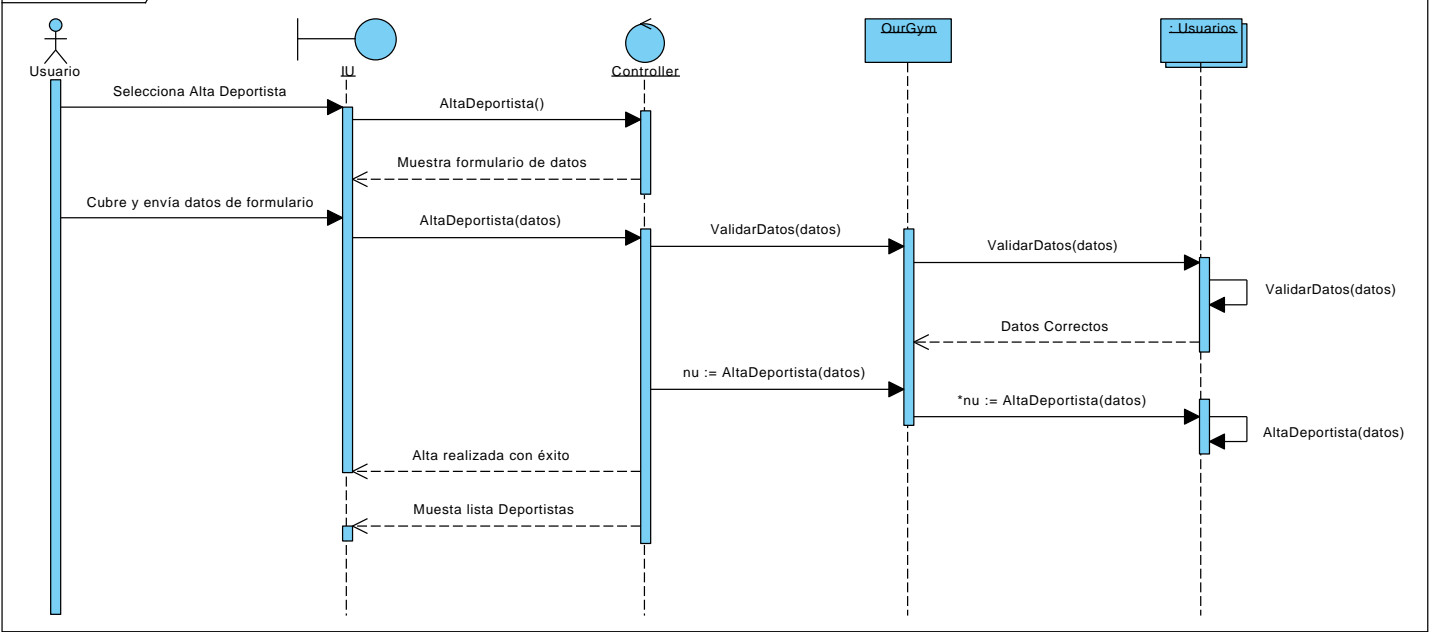 OurGym
: Usuarios
Usuario
IU
Controller
Selecciona Alta Deportista
AltaDeportista()
Muestra formulario de datos
Cubre y envía datos de formulario
AltaDeportista(datos)
ValidarDatos(datos)
ValidarDatos(datos)
ValidarDatos(datos)
Datos Correctos
nu := AltaDeportista(datos)
*nu := AltaDeportista(datos)
AltaDeportista(datos)
Alta realizada con éxito
Muesta lista Deportistas